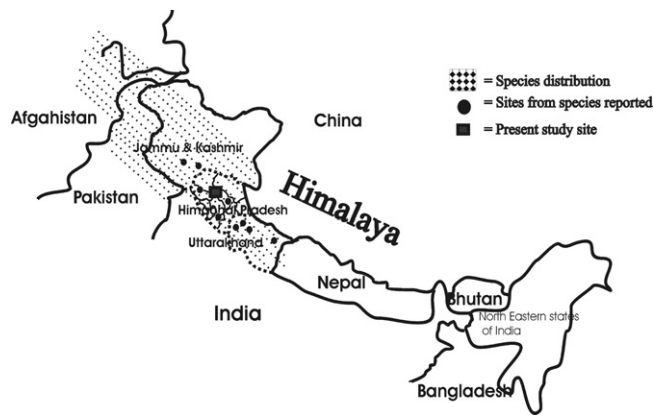 = Species distribution
= Sites from species reported
= Present study site
Afgahistan
China
Jammu & Kashmir
Pakistan
Himalaya
Himachal Pradesh
Uttarakhand
Nepal
Bhutan
India
North Eastern states
of India
Bangladesh